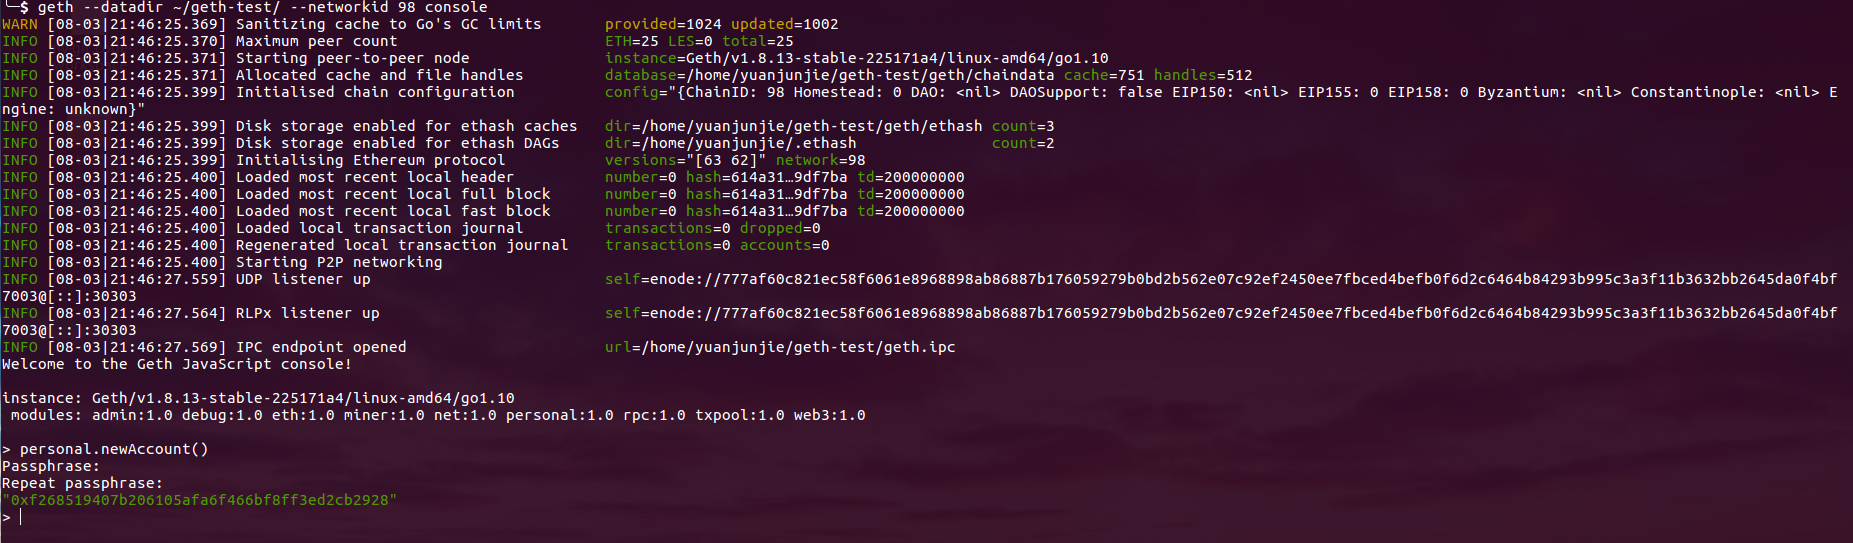 ╰─$ geth --datadir ~/geth-test/ --networkid 98 console
WARN [08-03|21:46:25.369] Sanitizing cache to Go's GC limits       provided=1024 updated=1002
INFO [08-03|21:46:25.370] Maximum peer count                       ETH=25 LES=0 total=25
INFO [08-03|21:46:25.371] Starting peer-to-peer node               instance=Geth/v1.8.13-stable-225171a4/linux-amd64/go1.10
INFO [08-03|21:46:25.371] Allocated cache and file handles         database=/home/yuanjunjie/geth-test/geth/chaindata cache=751 handles=512
INFO [08-03|21:46:25.399] Initialised chain configuration          config="{ChainID: 98 Homestead: 0 DAO: <nil> DAOSupport: false EIP150: <nil> EIP155: 0 EIP158: 0 Byzantium: <nil> Constantinople: <nil> E
ngine: unknown}"
INFO [08-03|21:46:25.399] Disk storage enabled for ethash caches   dir=/home/yuanjunjie/geth-test/geth/ethash count=3
INFO [08-03|21:46:25.399] Disk storage enabled for ethash DAGs     dir=/home/yuanjunjie/.ethash               count=2
INFO [08-03|21:46:25.399] Initialising Ethereum protocol           versions="[63 62]" network=98
INFO [08-03|21:46:25.400] Loaded most recent local header          number=0 hash=614a31…9df7ba td=200000000
INFO [08-03|21:46:25.400] Loaded most recent local full block      number=0 hash=614a31…9df7ba td=200000000
INFO [08-03|21:46:25.400] Loaded most recent local fast block      number=0 hash=614a31…9df7ba td=200000000
INFO [08-03|21:46:25.400] Loaded local transaction journal         transactions=0 dropped=0
INFO [08-03|21:46:25.400] Regenerated local transaction journal    transactions=0 accounts=0
INFO [08-03|21:46:25.400] Starting P2P networking
INFO [08-03|21:46:27.559] UDP listener up                          self=enode://777af60c821ec58f6061e8968898ab86887b176059279b0bd2b562e07c92ef2450ee7fbced4befb0f6d2c6464b84293b995c3a3f11b3632bb2645da0f4bf
7003@[::]:30303
INFO [08-03|21:46:27.564] RLPx listener up                         self=enode://777af60c821ec58f6061e8968898ab86887b176059279b0bd2b562e07c92ef2450ee7fbced4befb0f6d2c6464b84293b995c3a3f11b3632bb2645da0f4bf
7003@[::]:30303
INFO [08-03|21:46:27.569] IPC endpoint opened                      url=/home/yuanjunjie/geth-test/geth.ipc
Welcome to the Geth JavaScript console!

instance: Geth/v1.8.13-stable-225171a4/linux-amd64/go1.10
 modules: admin:1.0 debug:1.0 eth:1.0 miner:1.0 net:1.0 personal:1.0 rpc:1.0 txpool:1.0 web3:1.0

> personal.newAccount()
Passphrase:
Repeat passphrase:
"0xf268519407b206105afa6f466bf8ff3ed2cb2928"
>